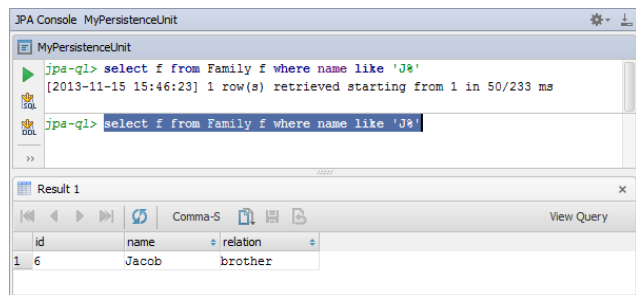 JPA Console MyPersistenceUnit
MyPersistenceUnit
jpa-ql> select f from Family f where name like 'J%'
[2013-11-15 15:46:23] 1 row(s) retrieved starting from 1 in 50/233 ms
SQL
DDL
jpa-ql> select f from Family f where name like 'J%'
>>
Result 1
Comma-S
View Query
id name relation
1 6 Jacob brother